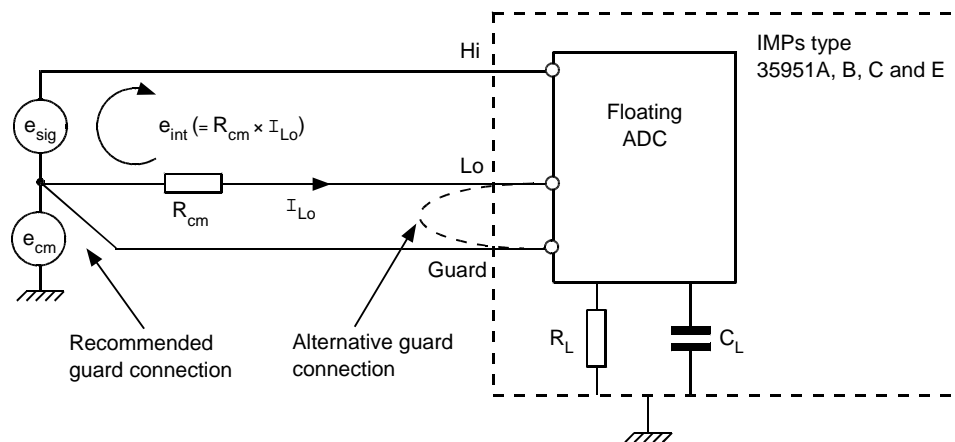 IMPs type
35951A, B, C and E
Hi
Floating
ADC
e_sig
e_int (= R_cm × I_Lo)
Lo
R_cm
I_Lo
e_cm
Guard
Recommended
guard connection
Alternative guard
connection
R_L
C_L